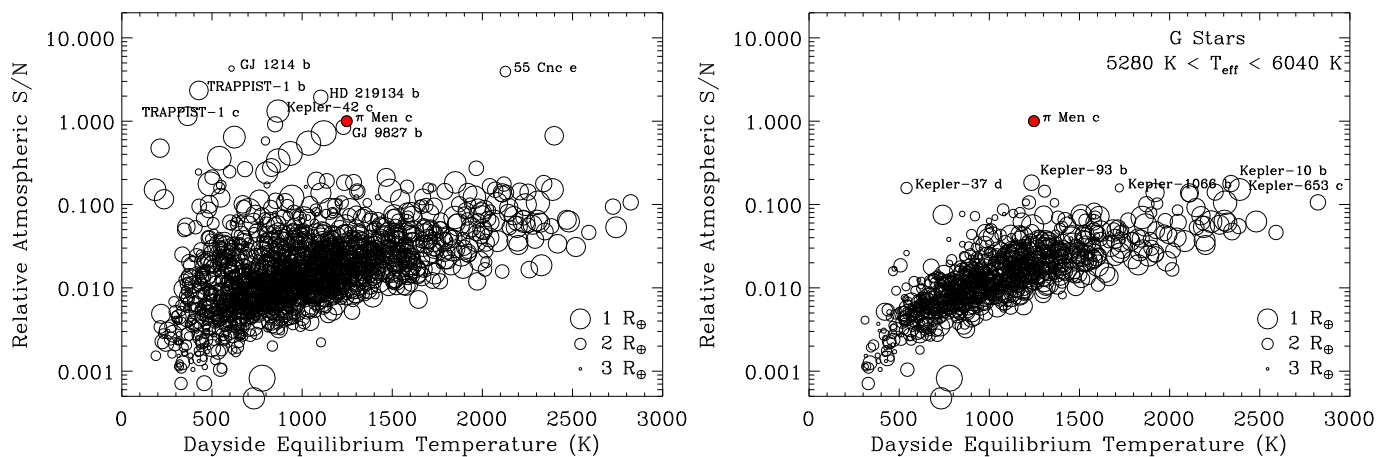 Relative Atmospheric S/N
10.000
1.000
0.100
0.010
0.001
GJ 1214 b
55 Cnc e
TRAPPIST-1 b
HD 219134 b
Kepler-42 c
TRAPPIST-1 c
π Men c
GJ 9827 b
1 R⊕
2 R⊕
3 R⊕
0 500 1000 1500 2000 2500 3000
Dayside Equilibrium Temperature (K)
Relative Atmospheric S/N
10.000
1.000
0.100
0.010
0.001
G Stars
5280 K < Teff < 6040 K
π Men c
Kepler-93 b
Kepler-10 b
Kepler-37 d
Kepler-1066 b
Kepler-653 c
1 R⊕
2 R⊕
3 R⊕
0 500 1000 1500 2000 2500 3000
Dayside Equilibrium Temperature (K)